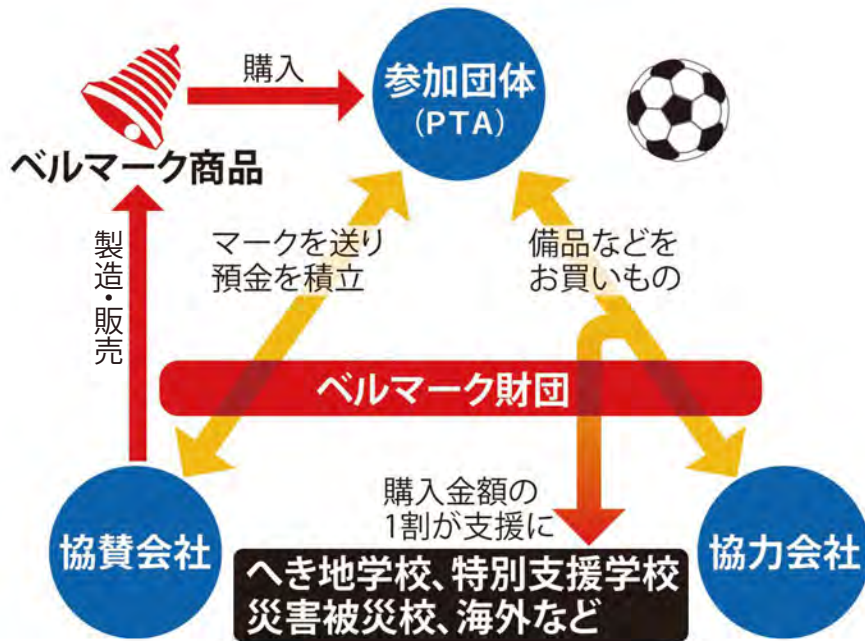 購入
参加団体
(PTA)
ベルマーク商品
製造・販売
マークを送り
預金を積立
備品などを
お買いもの
ベルマーク財団
購入金額の
1割が支援に
協賛会社
へき地学校、特別支援学校
災害被災校、海外など
協力会社